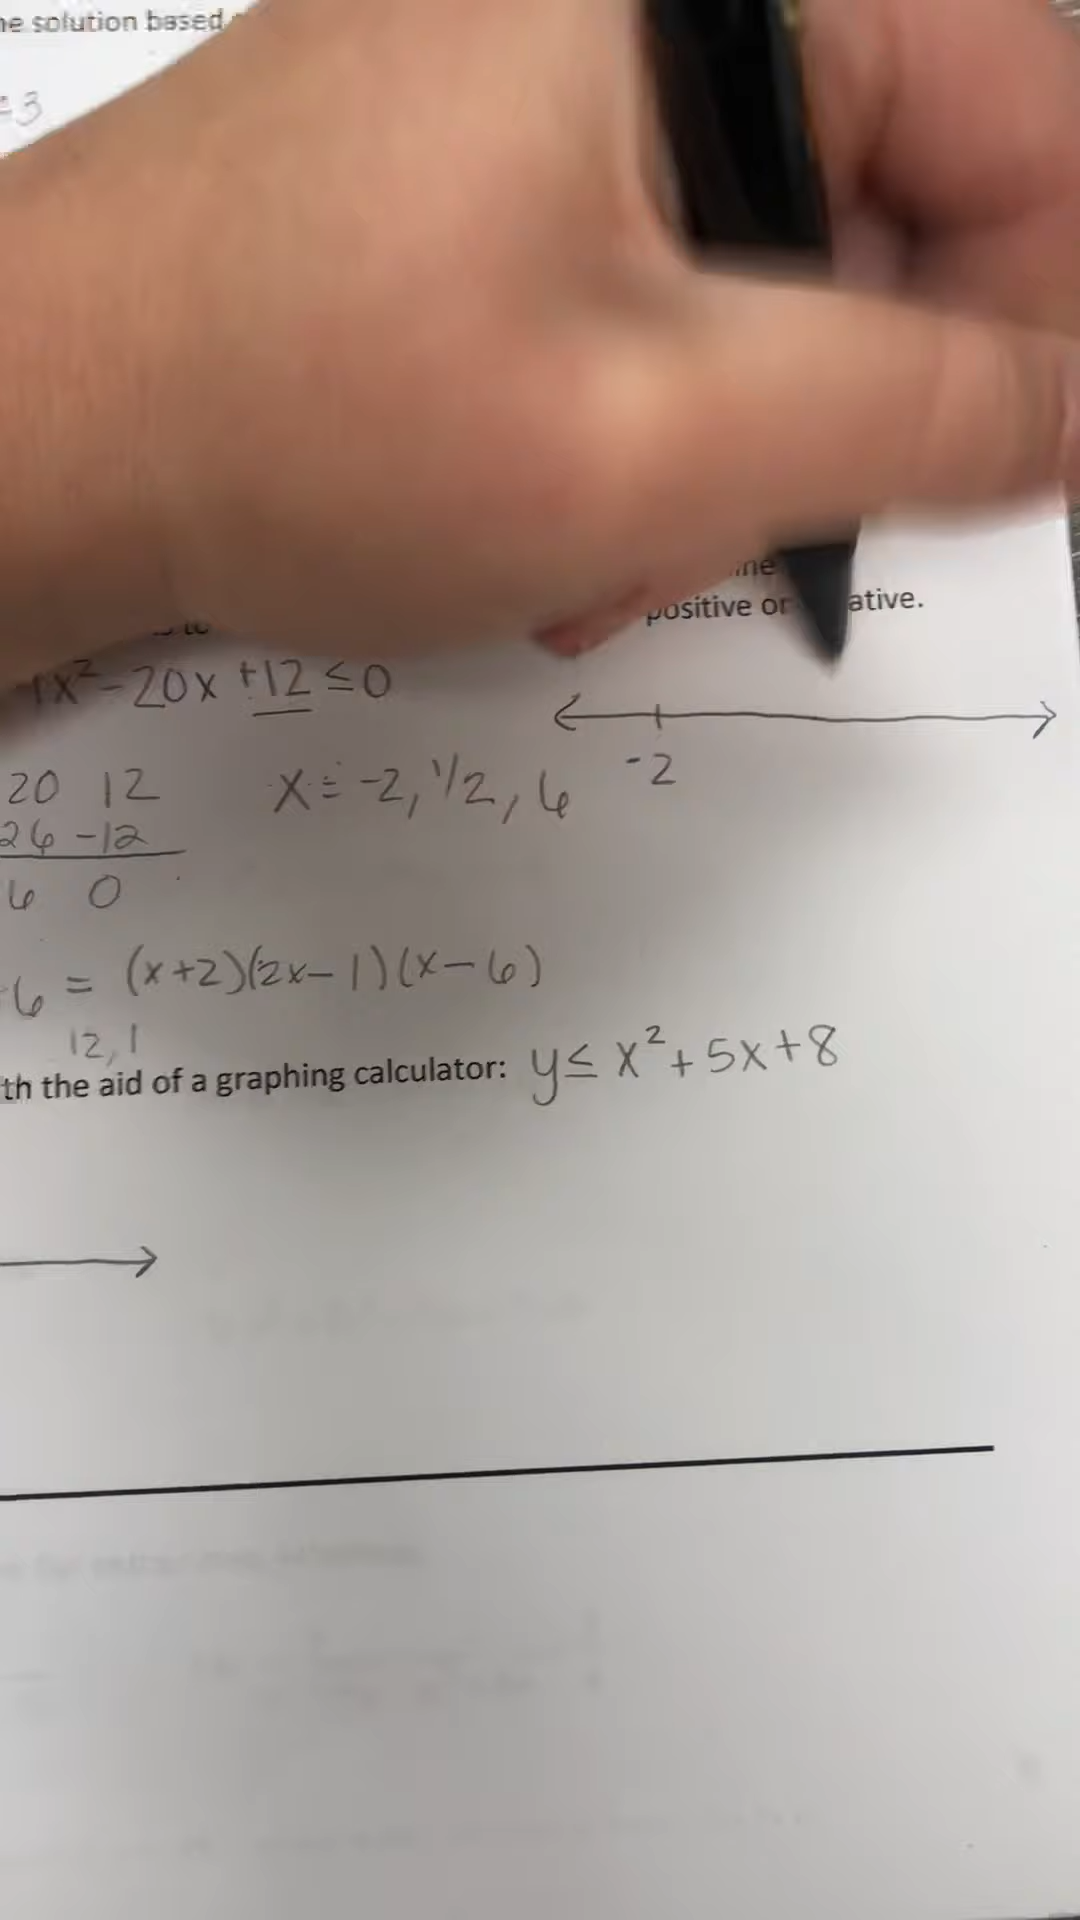 he solution based
=3
positive or ative.
x²-20x +12 ≤0
-2
20 12
x = -2, 1/2, 6
26 -12
6 0
6 = (x+2)(2x-1)(x-6)
12,1
th the aid of a graphing calculator: y≤ x²+5x+8